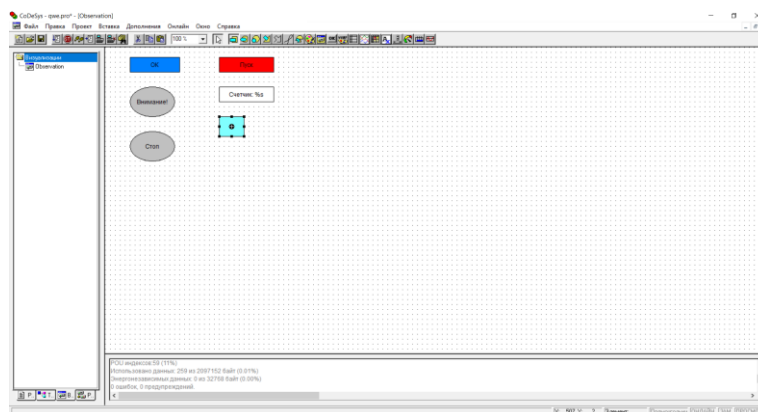 CoDeSys - qwe.pro* - [Observation]
Файл Правка Проект Вставка Дополнения Онлайн Окно Справка
100 %
Визуализации
Observation
OK
Внимание!
Счетчик: %s
Стоп
POU индексов:59 (11%)
Использовано данных: 259 из 2097152 байт (0.01%)
Энергонезависимых данных: 0 из 32768 байт (0.00%)
0 ошибок, 0 предупреждений.